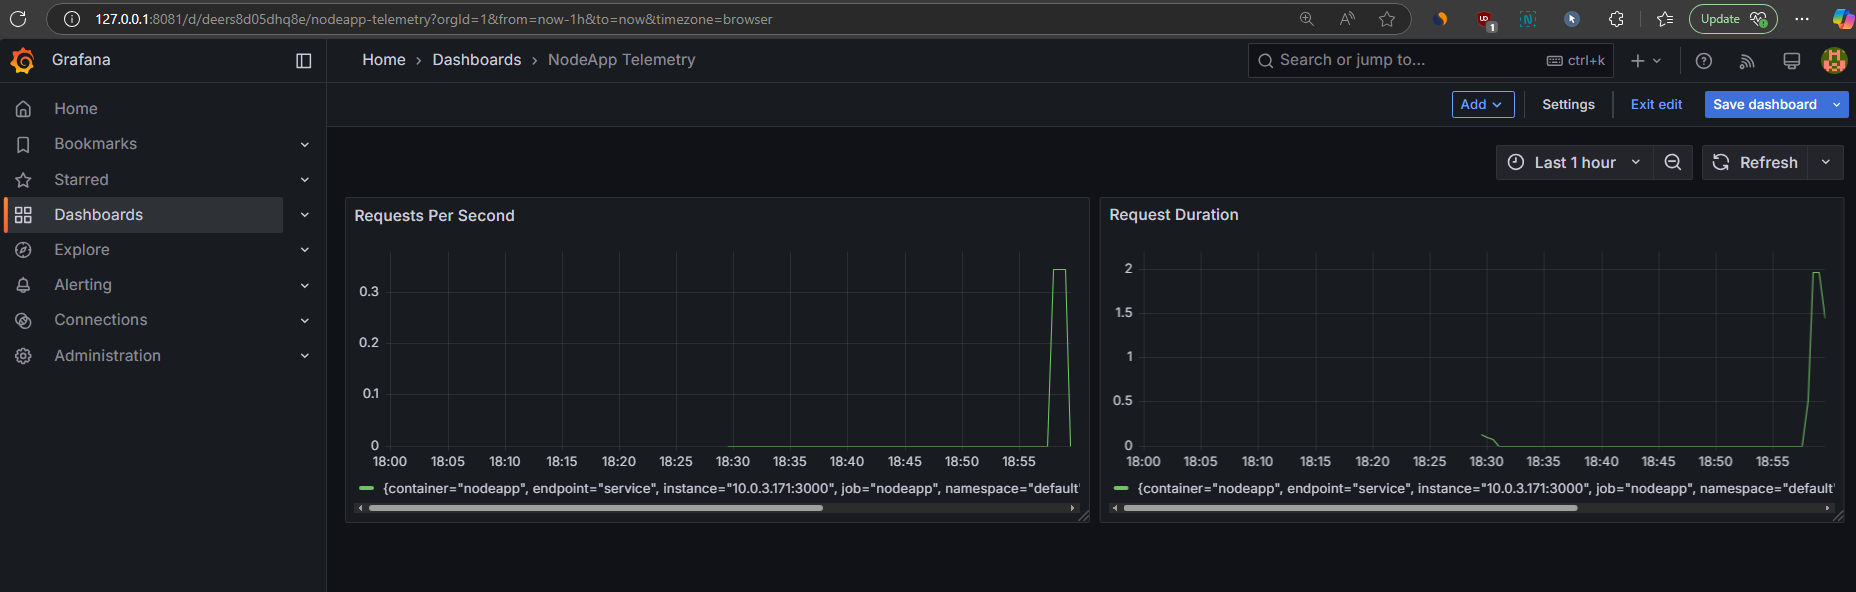 127.0.0.1:8081/d/deers8d05dhq8e/nodeapp-telemetry?orgId=1&from=now-1h&to=now&timezone=browser
A
UD
1
N
Update
Grafana
Home › Dashboards › NodeApp Telemetry
Search or jump to...
ctrl+k
Home
Bookmarks
Starred
Dashboards
Explore
Alerting
Connections
Administration
Add
Settings
Exit edit
Save dashboard
Last 1 hour
Refresh
Requests Per Second
0.3
0.2
0.1
0
18:00 18:05 18:10 18:15 18:20 18:25 18:30 18:35 18:40 18:45 18:50 18:55
{container="nodeapp", endpoint="service", instance="10.0.3.171:3000", job="nodeapp", namespace="default"
Request Duration
2
1.5
1
0.5
0
18:00 18:05 18:10 18:15 18:20 18:25 18:30 18:35 18:40 18:45 18:50 18:55
{container="nodeapp", endpoint="service", instance="10.0.3.171:3000", job="nodeapp", namespace="default"